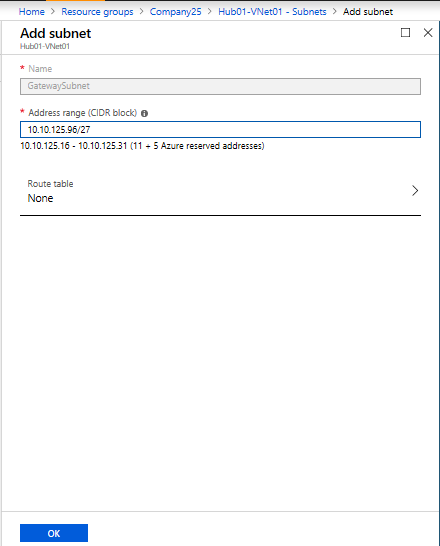 Home > Resource groups > Company25 > Hub01-VNet01 - Subnets > Add subnet
Add subnet
Hub01-VNet01
* Name
GatewaySubnet
* Address range (CIDR block)
10.10.125.96/27
10.10.125.16 - 10.10.125.31 (11 + 5 Azure reserved addresses)
Route table
None
OK